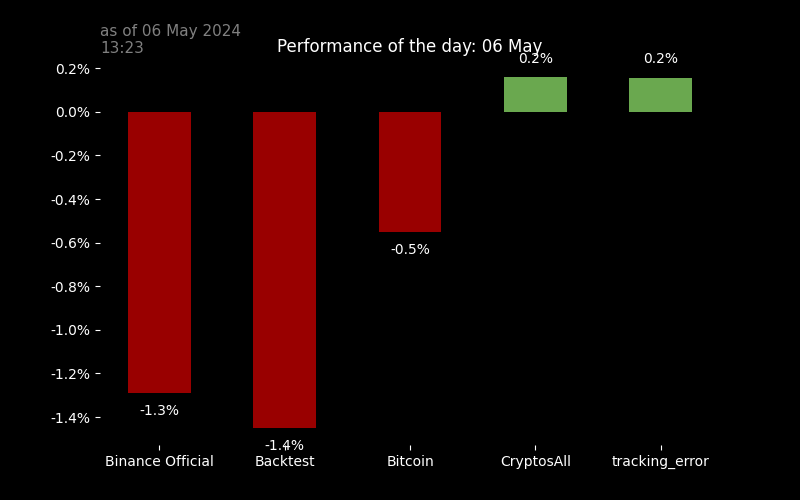 as of 06 May 2024
13:23
Performance of the day: 06 May
0.2%
0.2%
0.2%
0.0%
-0.2%
-0.4%
-0.6%
-0.5%
-0.8%
-1.0%
-1.2%
-1.3%
-1.4%
-1.4%
Binance Official
Backtest
Bitcoin
CryptosAll
tracking_error